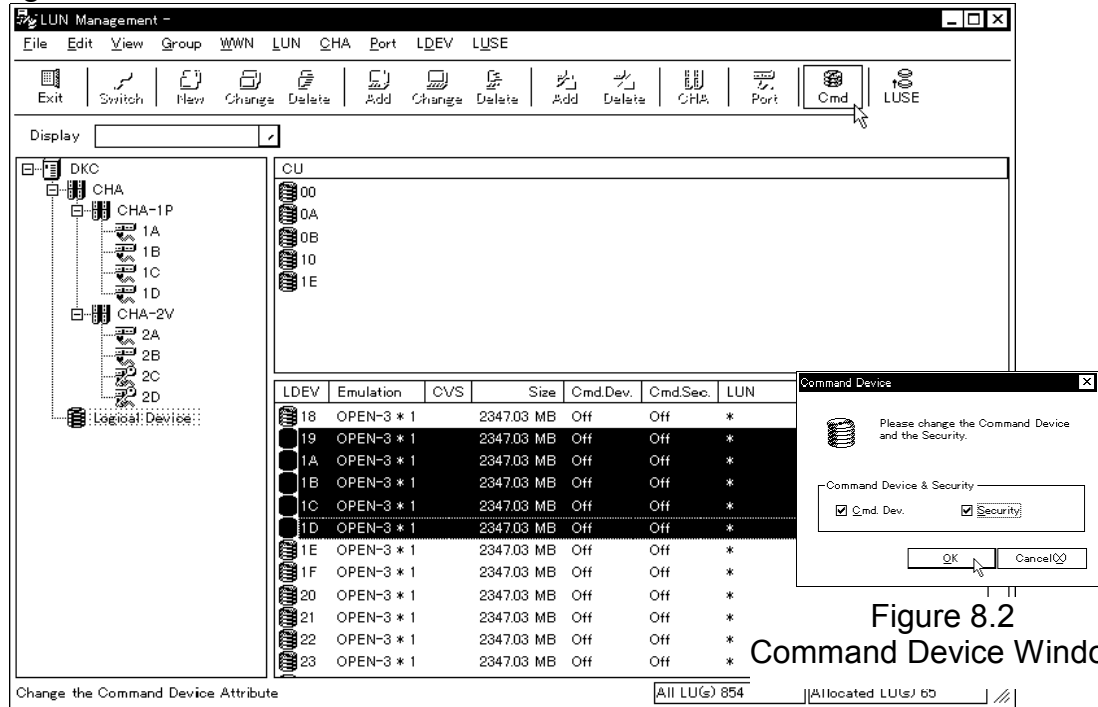 LUN Management -
File Edit View Group WWN LUN CHA Port LDEV LUSE
Exit Switch New Change Delete Add Change Delete Add Delete CHA Port Cmd LUSE
Display
DKC
CHA
CHA-1P
1A
1B
1C
1D
CHA-2V
2A
2B
2C
2D
Logical Device
CU
00
0A
0B
10
1E
LDEV Emulation CVS Size Cmd.Dev. Cmd.Sec. LUN
18 OPEN-3 * 1 2347.03 MB Off Off *
19 OPEN-3 * 1 2347.03 MB Off Off *
1A OPEN-3 * 1 2347.03 MB Off Off *
1B OPEN-3 * 1 2347.03 MB Off Off *
1C OPEN-3 * 1 2347.03 MB Off Off *
1D OPEN-3 * 1 2347.03 MB Off Off *
1E OPEN-3 * 1 2347.03 MB Off Off *
1F OPEN-3 * 1 2347.03 MB Off Off *
20 OPEN-3 * 1 2347.03 MB Off Off *
21 OPEN-3 * 1 2347.03 MB Off Off *
22 OPEN-3 * 1 2347.03 MB Off Off *
23 OPEN-3 * 1 2347.03 MB Off Off *
Command Device
Please change the Command Device
and the Security.
Command Device & Security
Cmd. Dev. Security
OK Cancel(X)
Figure 8.2
Command Device Windo
Change the Command Device Attribute
All LU(s) 854 Allocated LU(s) 65